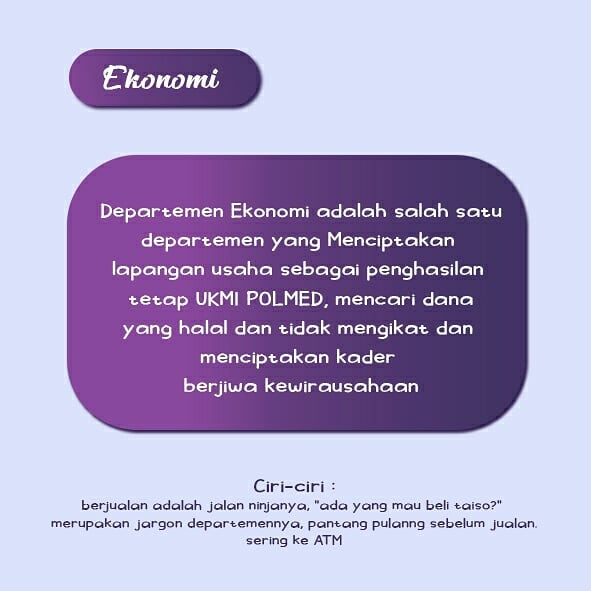 Ekonomi
Departemen Ekonomi adalah salah satu
departemen yang Menciptakan
lapangan usaha sebagai penghasilan
tetap UKMI POLMED, mencari dana
yang halal dan tidak mengikat dan
menciptakan kader
berjiwa kewirausahaan
Ciri-ciri :
berjualan adalah jalan ninjanya, "ada yang mau beli taiso?"
merupakan jargon departemennya, pantang pulanng sebelum jualan.
sering ke ATM